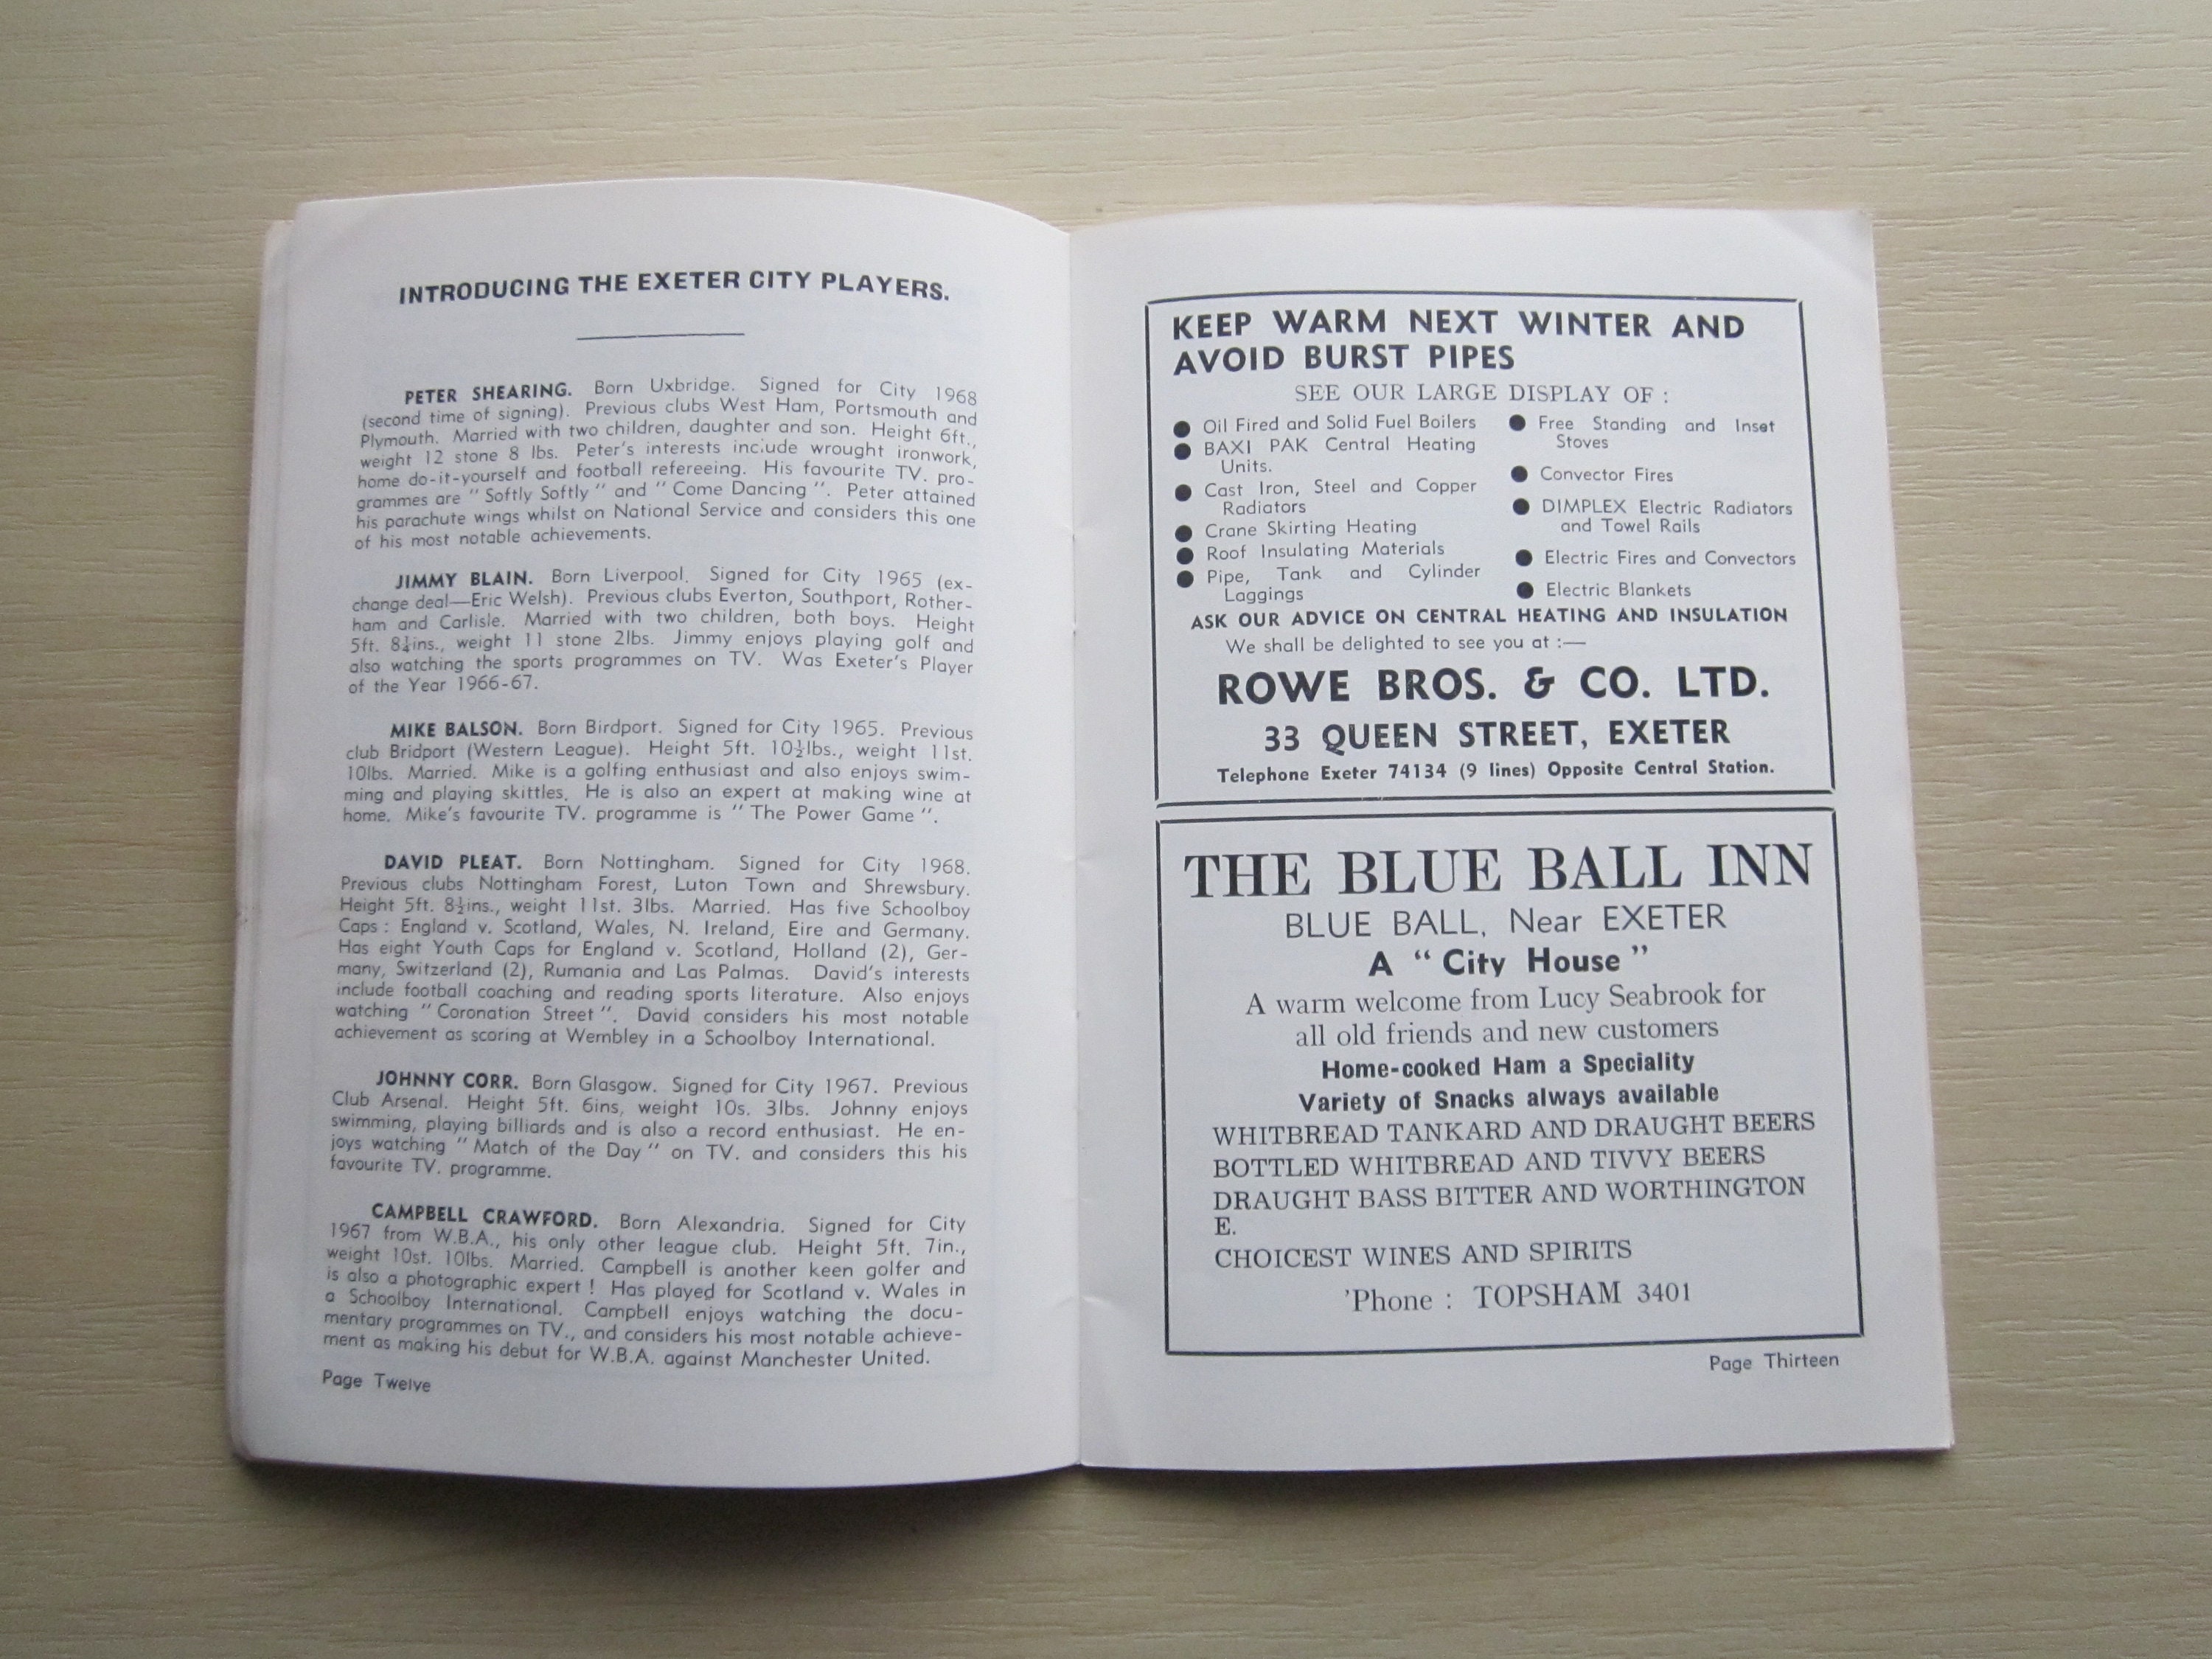 INTRODUCING THE EXETER CITY PLAYERS.
PETER SHEARING. Born Uxbridge. Signed for City 1968
(second time of signing). Previous clubs West Ham, Portsmouth and
Plymouth. Married with two children, daughter and son. Height 6ft.,
weight 12 stone 8 lbs. Peter's interests include wrought ironwork,
home do-it-yourself and football refereeing. His favourite TV. pro-
grammes are " Softly Softly " and " Come Dancing ". Peter attained
his parachute wings whilst on National Service and considers this one
of his most notable achievements.
JIMMY BLAIN. Born Liverpool. Signed for City 1965 (ex-
change deal—Eric Welsh). Previous clubs Everton, Southport, Rother-
ham and Carlisle. Married with two children, both boys. Height
5ft. 8¼ins., weight 11 stone 2lbs. Jimmy enjoys playing golf and
also watching the sports programmes on TV. Was Exeter's Player
of the Year 1966-67.
MIKE BALSON. Born Birdport. Signed for City 1965. Previous
club Bridport (Western League). Height 5ft. 10½lbs., weight 11st.
10lbs. Married. Mike is a golfing enthusiast and also enjoys swim-
ming and playing skittles. He is also an expert at making wine at
home. Mike's favourite TV. programme is " The Power Game ".
DAVID PLEAT. Born Nottingham. Signed for City 1968.
Previous clubs Nottingham Forest, Luton Town and Shrewsbury.
Height 5ft. 8½ins., weight 11st. 3lbs. Married. Has five Schoolboy
Caps : England v. Scotland, Wales, N. Ireland, Eire and Germany.
Has eight Youth Caps for England v. Scotland, Holland (2), Ger-
many, Switzerland (2), Rumania and Las Palmas. David's interests
include football coaching and reading sports literature. Also enjoys
watching " Coronation Street ". David considers his most notable
achievement as scoring at Wembley in a Schoolboy International.
JOHNNY CORR. Born Glasgow. Signed for City 1967. Previous
Club Arsenal. Height 5ft. 6ins, weight 10s. 3lbs. Johnny enjoys
swimming, playing billiards and is also a record enthusiast. He en-
joys watching " Match of the Day " on TV. and considers this his
favourite TV. programme.
CAMPBELL CRAWFORD. Born Alexandria. Signed for City
1967 from W.B.A., his only other league club. Height 5ft. 7in.,
weight 10st. 10lbs. Married. Campbell is another keen golfer and
is also a photographic expert ! Has played for Scotland v. Wales in
a Schoolboy International. Campbell enjoys watching the docu-
mentary programmes on TV., and considers his most notable achieve-
ment as making his debut for W.B.A. against Manchester United.
Page Twelve
KEEP WARM NEXT WINTER AND
AVOID BURST PIPES
SEE OUR LARGE DISPLAY OF :
● Oil Fired and Solid Fuel Boilers
● BAXI PAK Central Heating
Units.
● Cast Iron, Steel and Copper
Radiators
● Crane Skirting Heating
● Roof Insulating Materials
● Pipe, Tank and Cylinder
Laggings
● Free Standing and Inset
Stoves
● Convector Fires
● DIMPLEX Electric Radiators
and Towel Rails
● Electric Fires and Convectors
● Electric Blankets
ASK OUR ADVICE ON CENTRAL HEATING AND INSULATION
We shall be delighted to see you at :—
ROWE BROS. & CO. LTD.
33 QUEEN STREET, EXETER
Telephone Exeter 74134 (9 lines) Opposite Central Station.
THE BLUE BALL INN
BLUE BALL, Near EXETER
A " City House "
A warm welcome from Lucy Seabrook for
all old friends and new customers
Home-cooked Ham a Speciality
Variety of Snacks always available
WHITBREAD TANKARD AND DRAUGHT BEERS
BOTTLED WHITBREAD AND TIVVY BEERS
DRAUGHT BASS BITTER AND WORTHINGTON
E.
CHOICEST WINES AND SPIRITS
'Phone : TOPSHAM 3401
Page Thirteen